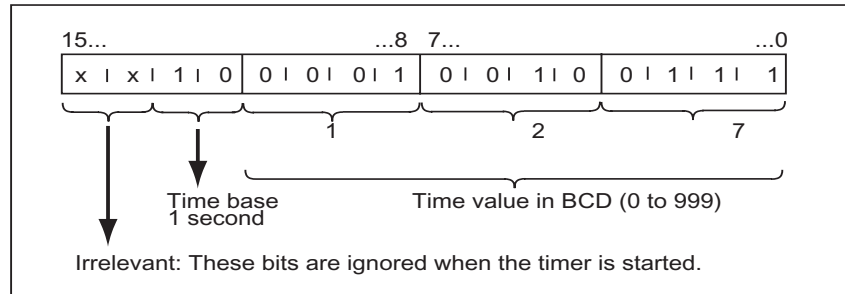 15... ...8 7... ...0
x x 1 0 0 0 0 1 0 0 1 0 0 1 1 1
1 2 7
Time base
1 second
Time value in BCD (0 to 999)
Irrelevant: These bits are ignored when the timer is started.